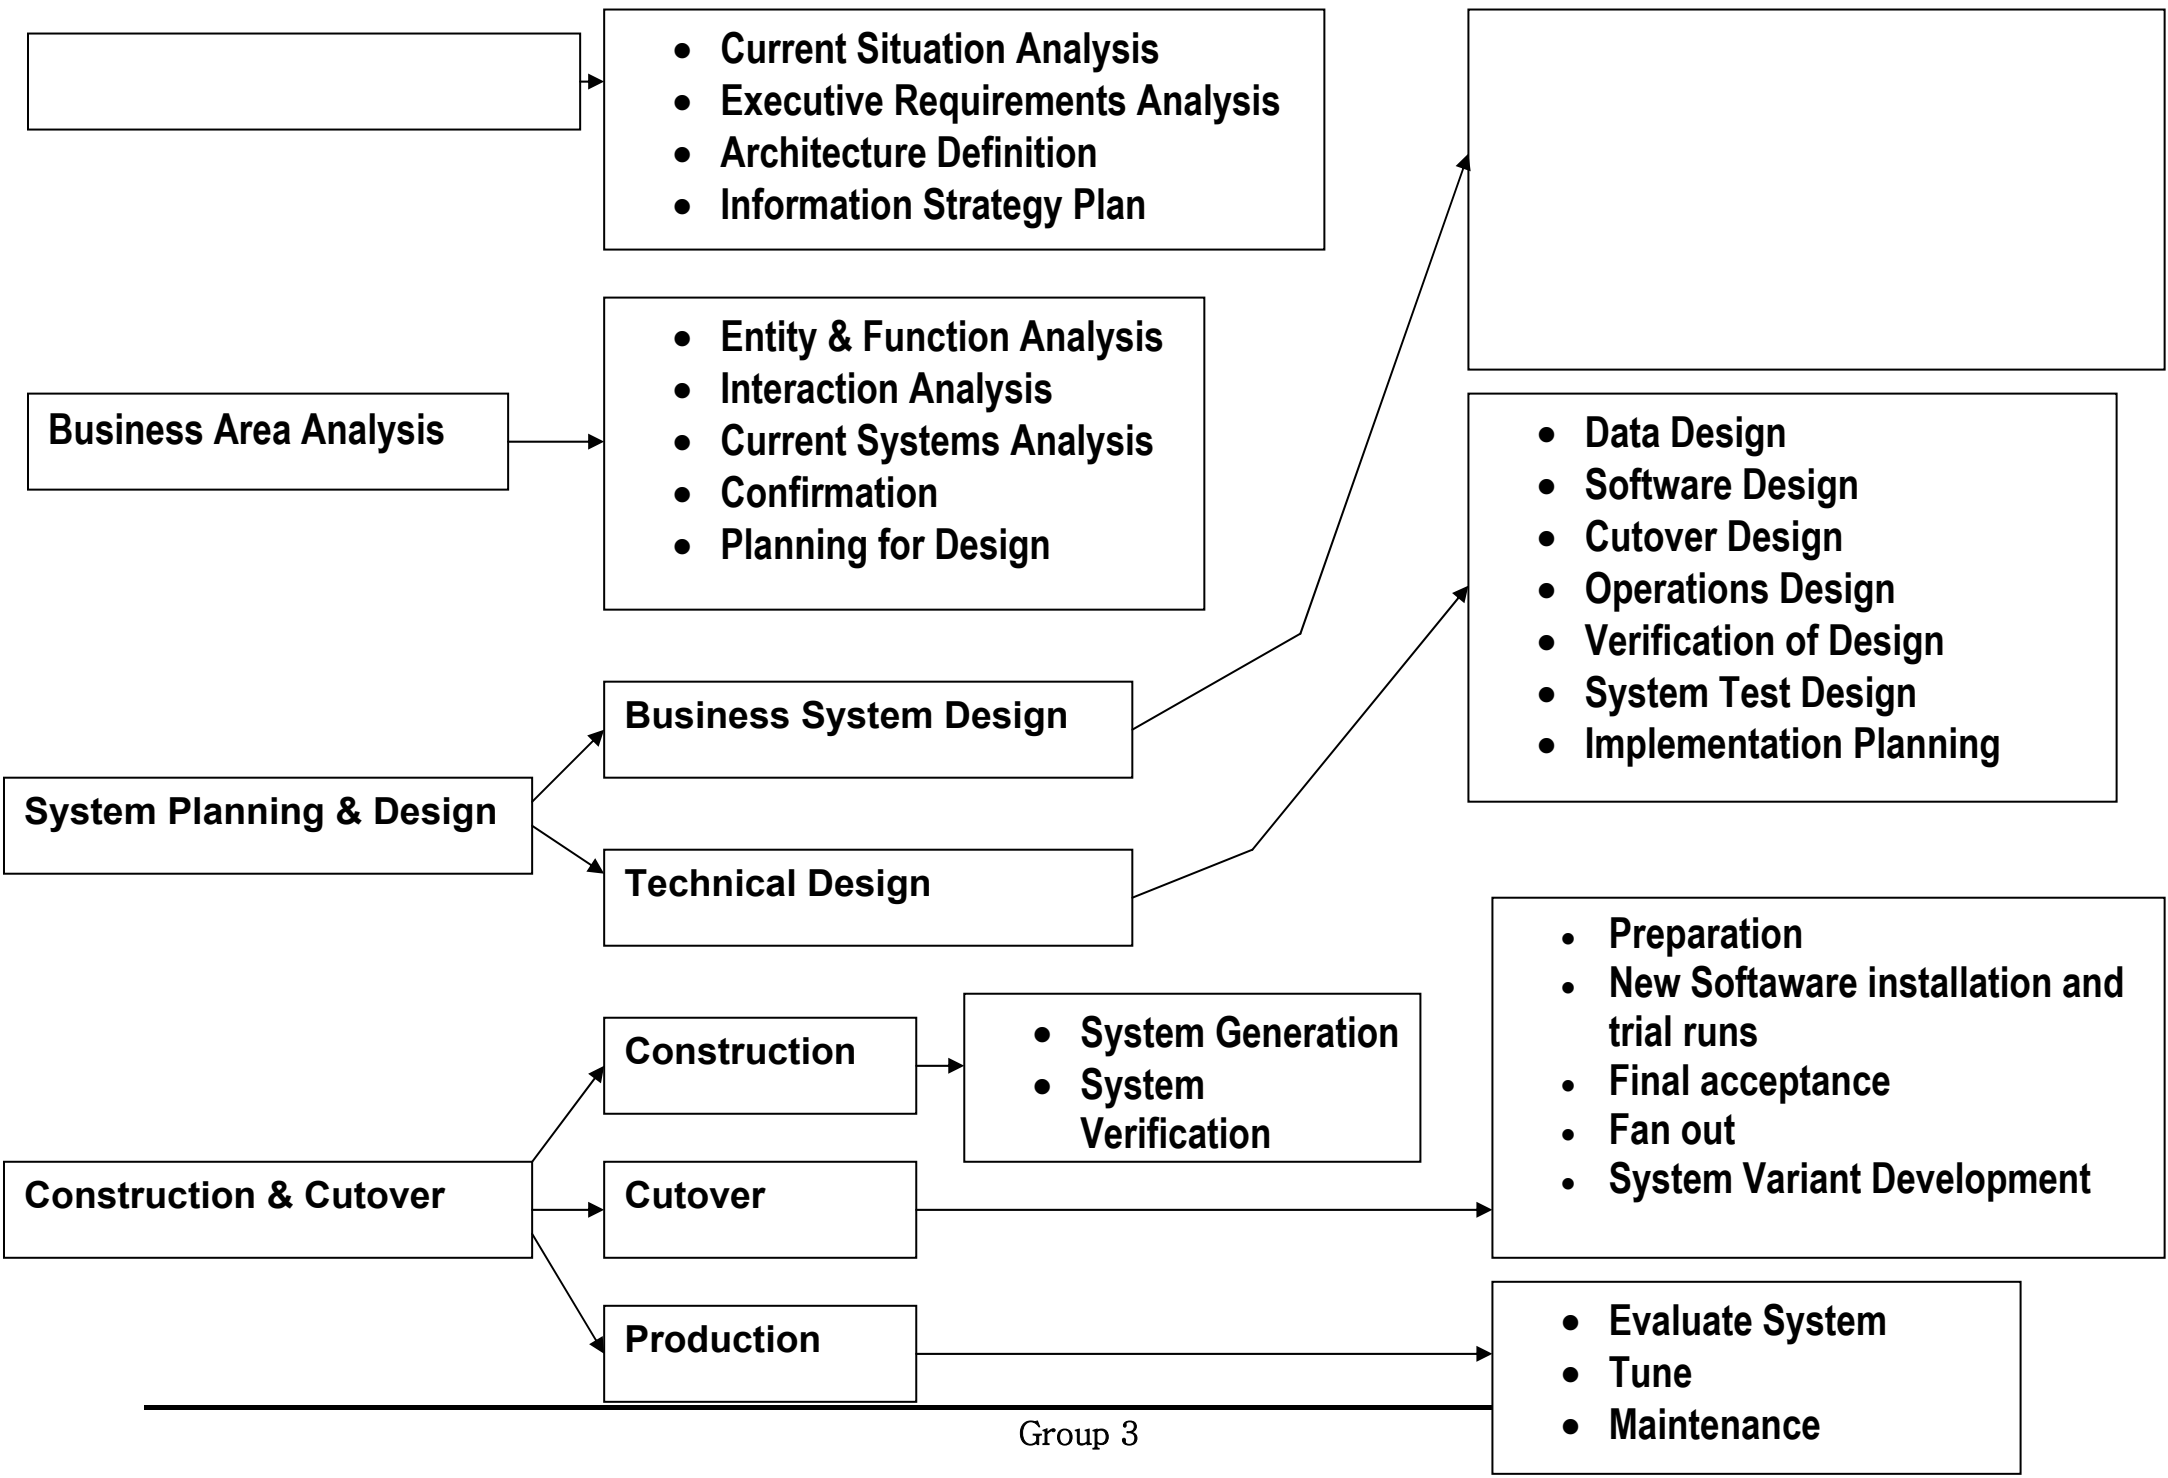 • Current Situation Analysis
• Executive Requirements Analysis
• Architecture Definition
• Information Strategy Plan
Business Area Analysis
• Entity & Function Analysis
• Interaction Analysis
• Current Systems Analysis
• Confirmation
• Planning for Design
System Planning & Design
Business System Design
Technical Design
• Data Design
• Software Design
• Cutover Design
• Operations Design
• Verification of Design
• System Test Design
• Implementation Planning
Construction & Cutover
Construction
• System Generation
• System
Verification
Cutover
• Preparation
• New Softaware installation and
trial runs
• Final acceptance
• Fan out
• System Variant Development
Production
• Evaluate System
• Tune
• Maintenance
Group 3